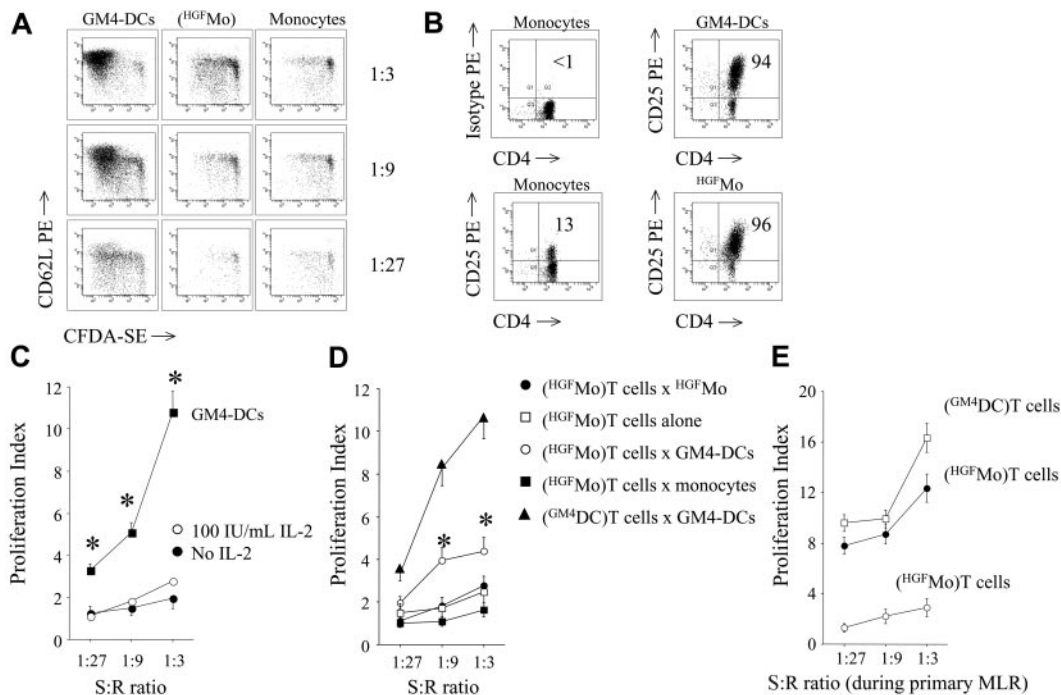 A
GM4-DCs (HGFMo) Monocytes
1:3
1:9
1:27
CD62L PE
CFDA-SE
B
Monocytes
Isotype PE
<1
CD4
GM4-DCs
CD25 PE
94
CD4
Monocytes
CD25 PE
13
CD4
HGFMo
CD25 PE
96
CD4
C
Proliferation Index
12
10
8
6
4
2
0
* * *
GM4-DCs
100 IU/mL IL-2
No IL-2
1:27 1:9 1:3
S:R ratio
D
Proliferation Index
12
10
8
6
4
2
0
* *
1:27 1:9 1:3
S:R ratio
(HGFMo)T cells x HGFMo
(HGFMo)T cells alone
(HGFMo)T cells x GM4-DCs
(HGFMo)T cells x monocytes
(GM4DC)T cells x GM4-DCs
E
Proliferation Index
20
16
12
8
4
0
(GM4DC)T cells
(HGFMo)T cells
(HGFMo)T cells
1:27 1:9 1:3
S:R ratio (during primary MLR)